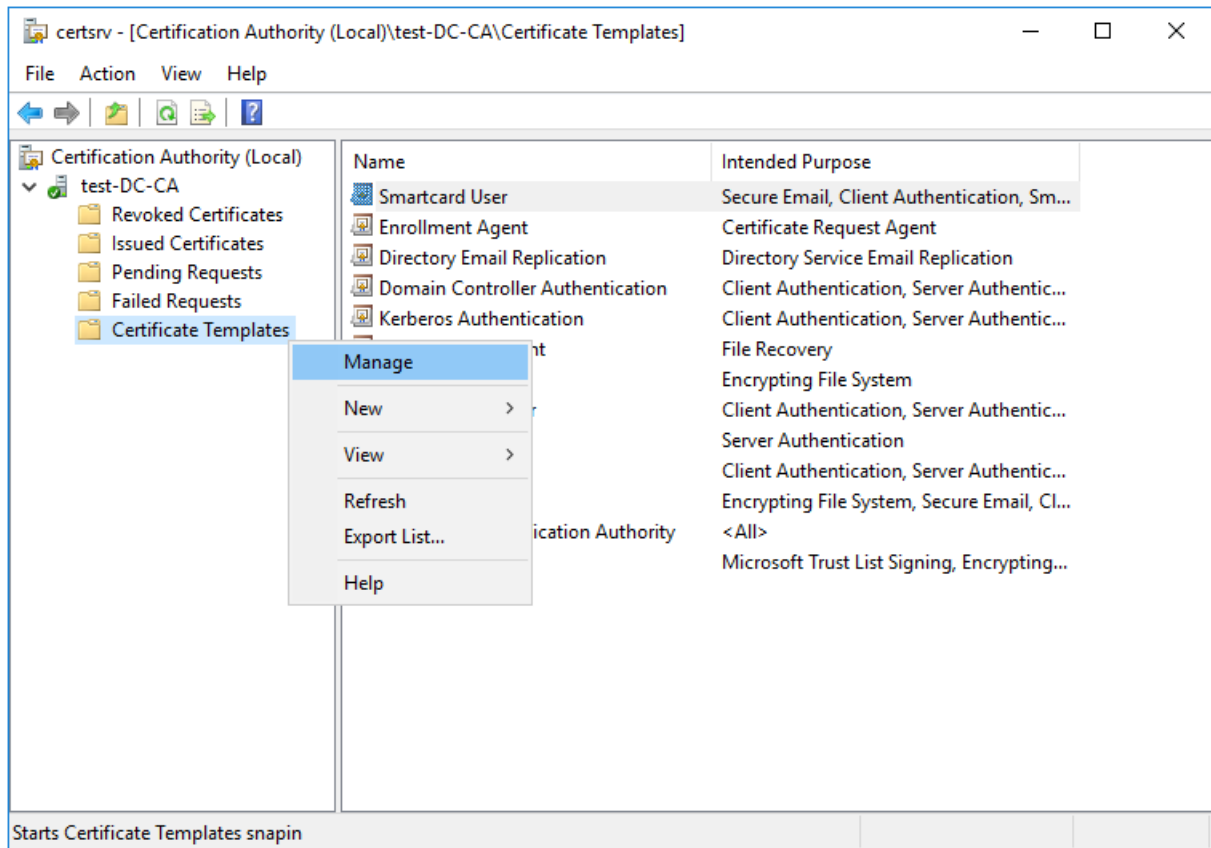 certsrv - [Certification Authority (Local)\test-DC-CA\Certificate Templates]
File Action View Help
Certification Authority (Local)
test-DC-CA
Revoked Certificates
Issued Certificates
Pending Requests
Failed Requests
Certificate Templates
Name Intended Purpose
Smartcard User Secure Email, Client Authentication, Sm...
Enrollment Agent Certificate Request Agent
Directory Email Replication Directory Service Email Replication
Domain Controller Authentication Client Authentication, Server Authentic...
Kerberos Authentication Client Authentication, Server Authentic...
File Recovery
Encrypting File System
Client Authentication, Server Authentic...
Server Authentication
Client Authentication, Server Authentic...
Encrypting File System, Secure Email, Cl...
ication Authority <All>
Microsoft Trust List Signing, Encrypting...
Manage
New
View
Refresh
Export List...
Help
Starts Certificate Templates snapin